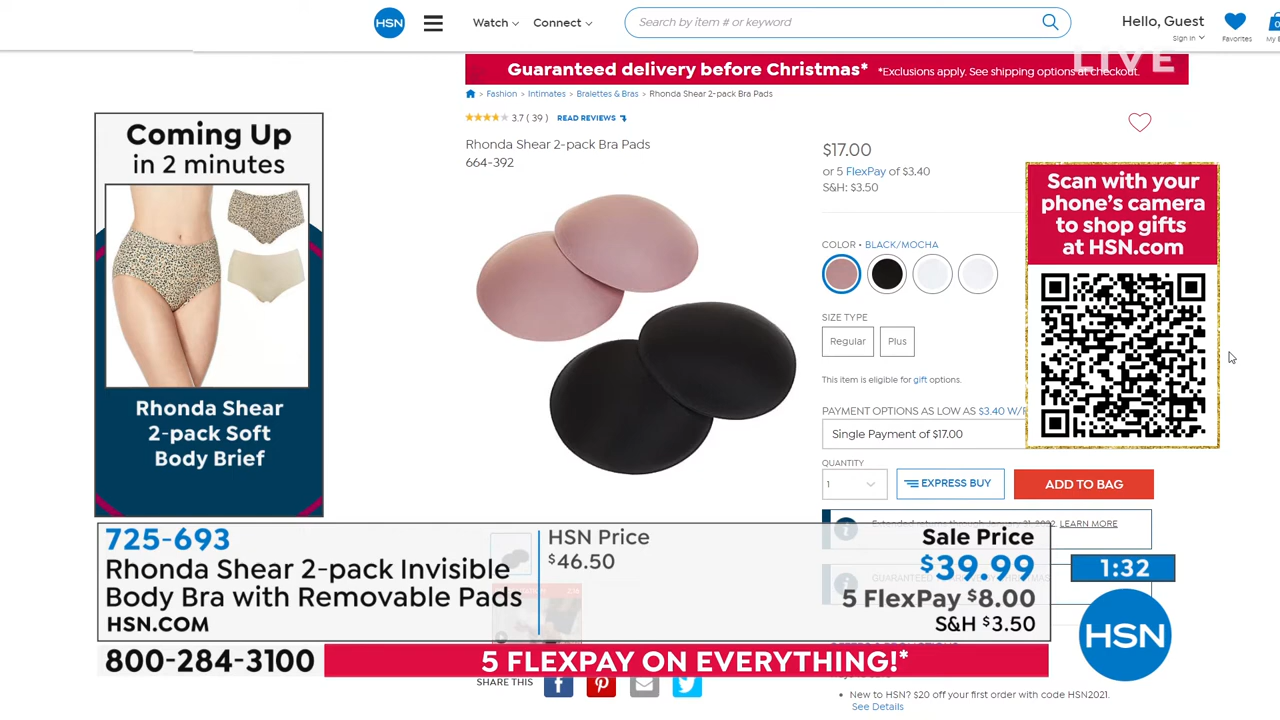 HSN
Watch
Connect
Search by item # or keyword
Hello, Guest
Sign In
Favorites
0
LIVE
Guaranteed delivery before Christmas* *Exclusions apply. See shipping options at checkout.
> Fashion > Intimates > Bralettes & Bras > Rhonda Shear 2-pack Bra Pads
3.7 ( 39 ) READ REVIEWS
Rhonda Shear 2-pack Bra Pads
664-392
Coming Up
in 2 minutes
Rhonda Shear
2-pack Soft
Body Brief
$17.00
or 5 FlexPay of $3.40
S&H: $3.50
COLOR • BLACK/MOCHA
SIZE TYPE
Regular
Plus
This item is eligible for gift options.
PAYMENT OPTIONS AS LOW AS $3.40 W/F
Single Payment of $17.00
QUANTITY
1
EXPRESS BUY
ADD TO BAG
Scan with your
phone's camera
to shop gifts
at HSN.com
Extended returns through January 31, 2022. LEARN MORE
725-693
Rhonda Shear 2-pack Invisible
Body Bra with Removable Pads
HSN.COM
HSN Price
$46.50
Sale Price
$39.99
5 FlexPay $8.00
S&H $3.50
1:32
HSN
800-284-3100
5 FLEXPAY ON EVERYTHING!*
SHARE THIS
New to HSN? $20 off your first order with code HSN2021.
See Details